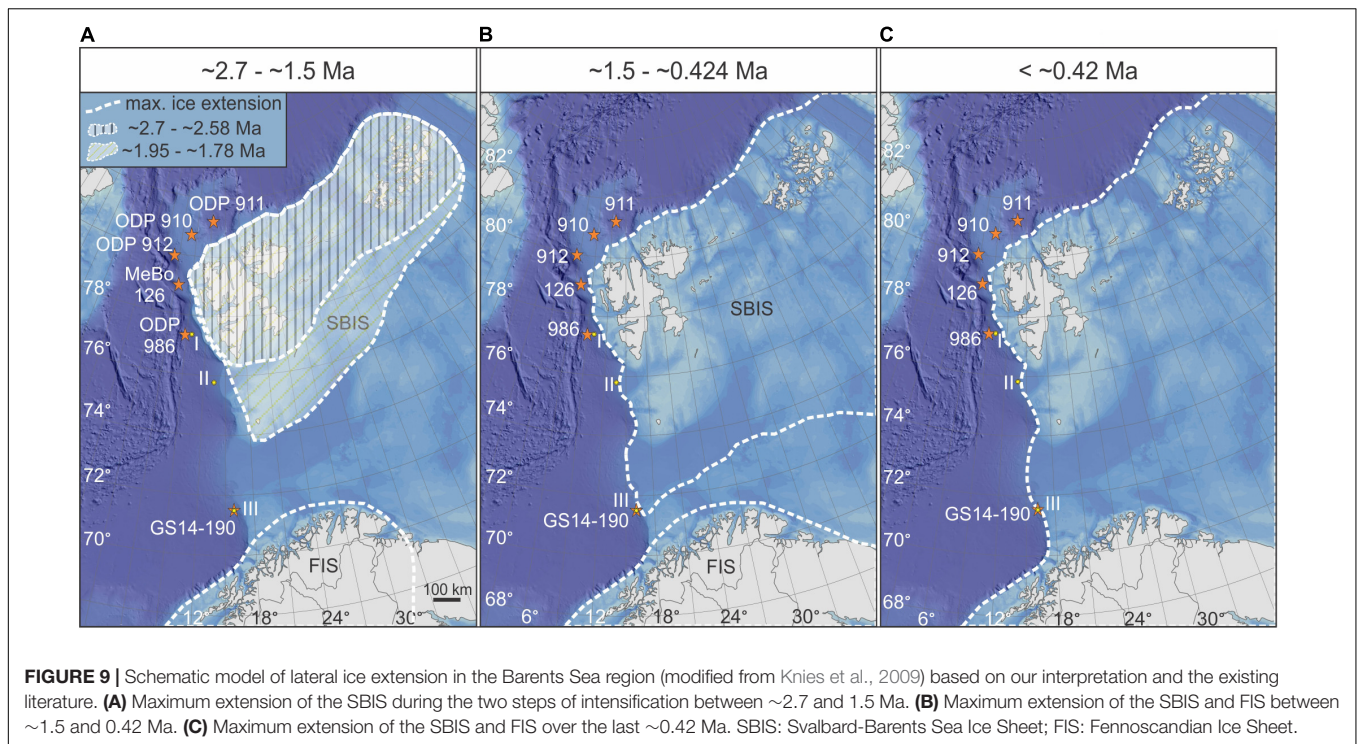 A
B
C
~2.7 - ~1.5 Ma
~1.5 - ~0.424 Ma
< ~0.42 Ma
max. ice extension
~2.7 - ~2.58 Ma
~1.95 - ~1.78 Ma
ODP 911
ODP 910
ODP 912
MeBo
126
78°
ODP
986
I
76°
SBIS
II
74°
72°
III
GS14-190
70°
FIS
100 km
12°
18°
24°
30°
82°
911
80°
910
912
78°
126
SBIS
986
I
76°
II
74°
72°
III
GS14-190
70°
FIS
68°
6°
12°
18°
24°
30°
82°
911
80°
910
912
78°
126
986
I
76°
II
74°
72°
III
GS14-190
70°
68°
6°
12°
18°
24°
30°
FIGURE 9 | Schematic model of lateral ice extension in the Barents Sea region (modified from Knies et al., 2009) based on our interpretation and the existing
literature. (A) Maximum extension of the SBIS during the two steps of intensification between ~2.7 and 1.5 Ma. (B) Maximum extension of the SBIS and FIS between
~1.5 and 0.42 Ma. (C) Maximum extension of the SBIS and FIS over the last ~0.42 Ma. SBIS: Svalbard-Barents Sea Ice Sheet; FIS: Fennoscandian Ice Sheet.